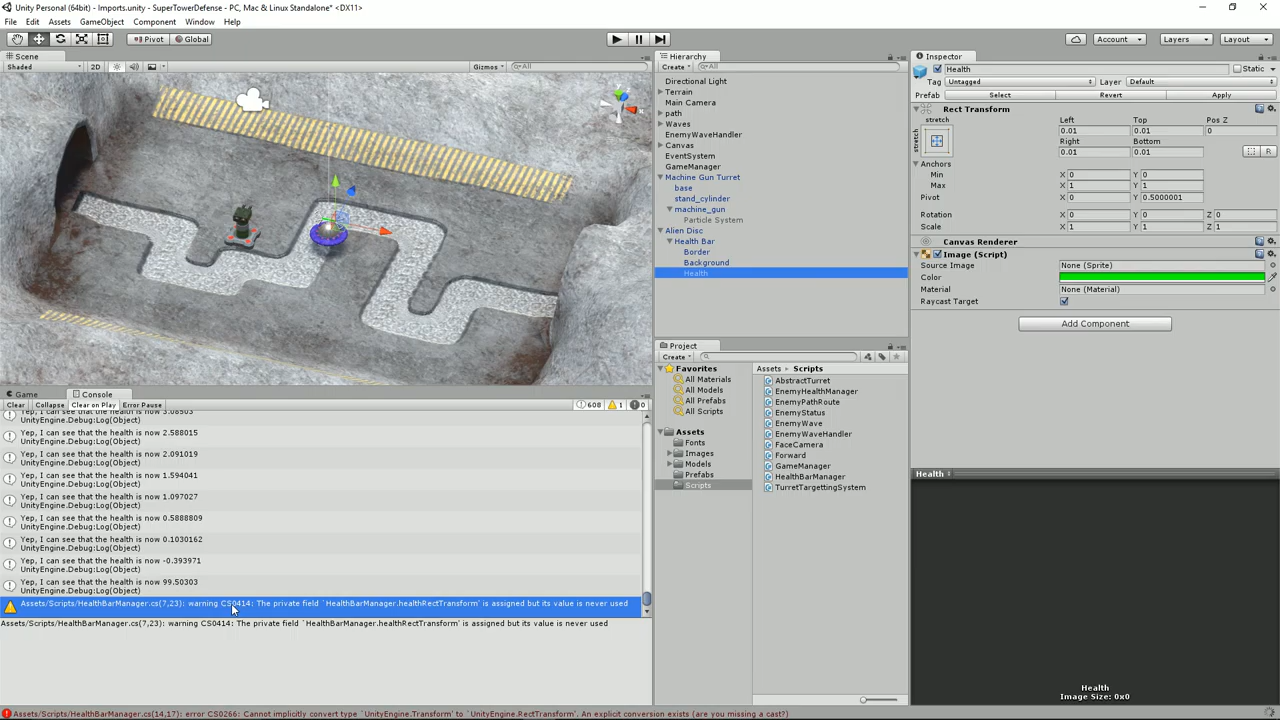 Unity Personal (64bit) - Imports.unity - SuperTowerDefense - PC, Mac & Linux Standalone* <DX11>
File Edit Assets GameObject Component Window Help
Pivot Global Account Layers Layout
Scene
Shaded 2D Gizmos All
Hierarchy
Create All
Directional Light
Terrain
Main Camera
path
Waves
EnemyWaveHandler
Canvas
EventSystem
GameManager
Machine Gun Turret
base
stand_cylinder
machine_gun
Particle System
Alien Disc
Health Bar
Border
Background
Health
Inspector
Health Static
Tag Untagged Layer Default
Prefab Select Revert Apply
Rect Transform
stretch Left Top Pos Z
stretch 0.01 0.01 0
Right Bottom
0.01 0.01 R
Anchors
Min X 0 Y 0
Max X 1 Y 1
Pivot X 0 Y 0.5000001
Rotation X 0 Y 0 Z 0
Scale X 1 Y 1 Z 1
Canvas Renderer
Image (Script)
Source Image None (Sprite)
Color
Material None (Material)
Raycast Target
Add Component
Project
Create
Favorites
All Materials
All Models
All Prefabs
All Scripts
Assets
Fonts
Images
Models
Prefabs
Scripts
Assets Scripts
AbstractTurret
EnemyHealthManager
EnemyPathRoute
EnemyStatus
EnemyWave
EnemyWaveHandler
FaceCamera
Forward
GameManager
HealthBarManager
TurretTargettingSystem
Game Console
Clear Collapse Clear on Play Error Pause 608 1 0
Yep, I can see that the health is now 3.08503
UnityEngine.Debug:Log(Object)
Yep, I can see that the health is now 2.588015
UnityEngine.Debug:Log(Object)
Yep, I can see that the health is now 2.091019
UnityEngine.Debug:Log(Object)
Yep, I can see that the health is now 1.594041
UnityEngine.Debug:Log(Object)
Yep, I can see that the health is now 1.097027
UnityEngine.Debug:Log(Object)
Yep, I can see that the health is now 0.5888809
UnityEngine.Debug:Log(Object)
Yep, I can see that the health is now 0.1030162
UnityEngine.Debug:Log(Object)
Yep, I can see that the health is now -0.393971
UnityEngine.Debug:Log(Object)
Yep, I can see that the health is now 99.50303
UnityEngine.Debug:Log(Object)
Assets/Scripts/HealthBarManager.cs(7,23): warning CS0414: The private field `HealthBarManager.healthRectTransform' is assigned but its value is never used
Assets/Scripts/HealthBarManager.cs(7,23): warning CS0414: The private field `HealthBarManager.healthRectTransform' is assigned but its value is never used
Health
Health
Image Size: 0x0
Assets/Scripts/HealthBarManager.cs(14,17): error CS0266: Cannot implicitly convert type `UnityEngine.Transform' to `UnityEngine.RectTransform'. An explicit conversion exists (are you missing a cast?)